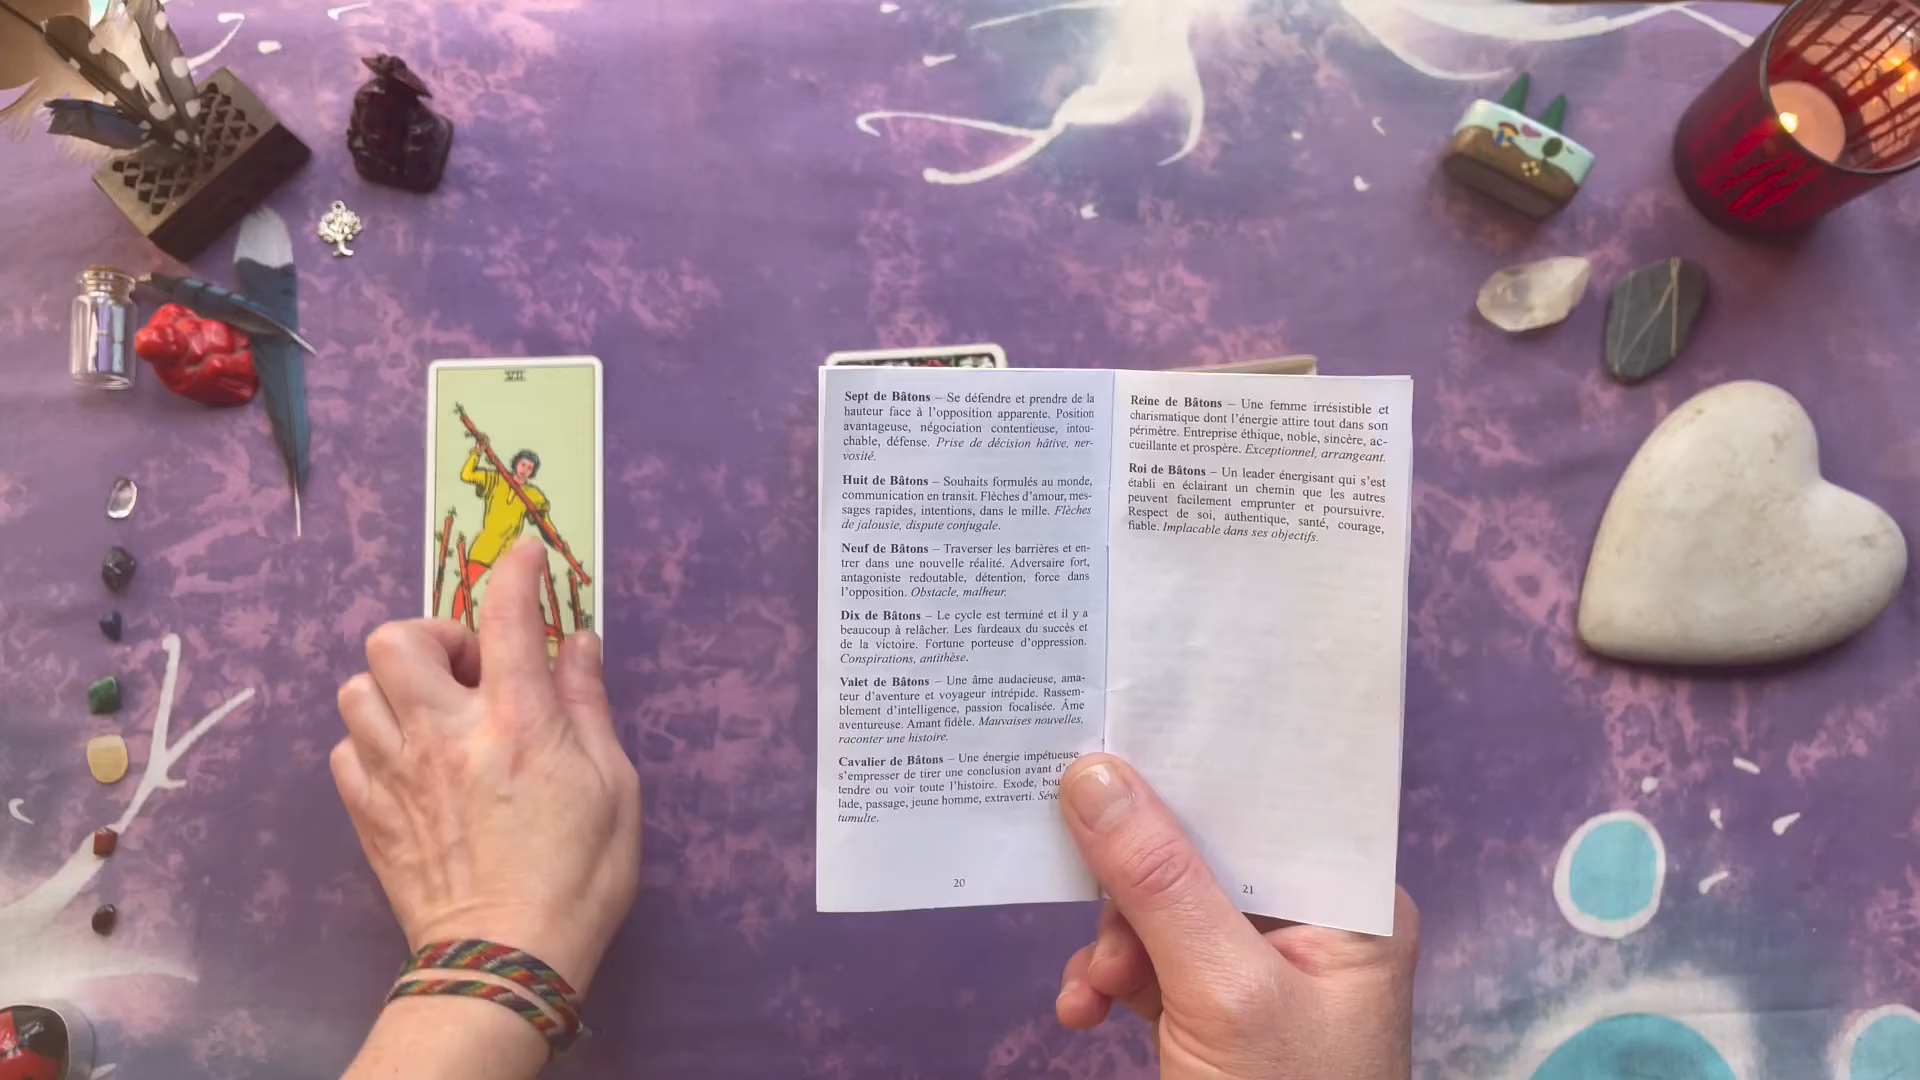 VII
Sept de Bâtons – Se défendre et prendre de la
hauteur face à l'opposition apparente. Position
avantageuse, négociation contentieuse, intou-
chable, défense. Prise de décision hâtive, ner-
vosité.
Huit de Bâtons – Souhaits formulés au monde,
communication en transit. Flèches d'amour, mes-
sages rapides, intentions, dans le mille. Flèches
de jalousie, dispute conjugale.
Neuf de Bâtons – Traverser les barrières et en-
trer dans une nouvelle réalité. Adversaire fort,
antagoniste redoutable, détention, force dans
l'opposition. Obstacle, malheur.
Dix de Bâtons – Le cycle est terminé et il y a
beaucoup à relâcher. Les fardeaux du succès et
de la victoire. Fortune porteuse d'oppression.
Conspirations, antithèse.
Valet de Bâtons – Une âme audacieuse, ama-
teur d'aventure et voyageur intrépide. Rassem-
blement d'intelligence, passion focalisée. Âme
aventureuse. Amant fidèle. Mauvaises nouvelles,
raconter une histoire.
Cavalier de Bâtons – Une énergie impétueuse,
s'empresser de tirer une conclusion avant
tendre ou voir toute l'histoire. Exode,
lade, passage, jeune homme, extraverti.
tumulte.
20
Reine de Bâtons – Une femme irrésistible et
charismatique dont l'énergie attire tout dans son
périmètre. Entreprise éthique, noble, sincère, ac-
cueillante et prospère. Exceptionnel, arrangeant.
Roi de Bâtons – Un leader énergisant qui s'est
établi en éclairant un chemin que les autres
peuvent facilement emprunter et poursuivre.
Respect de soi, authentique, santé, courage,
fiable. Implacable dans ses objectifs.
21